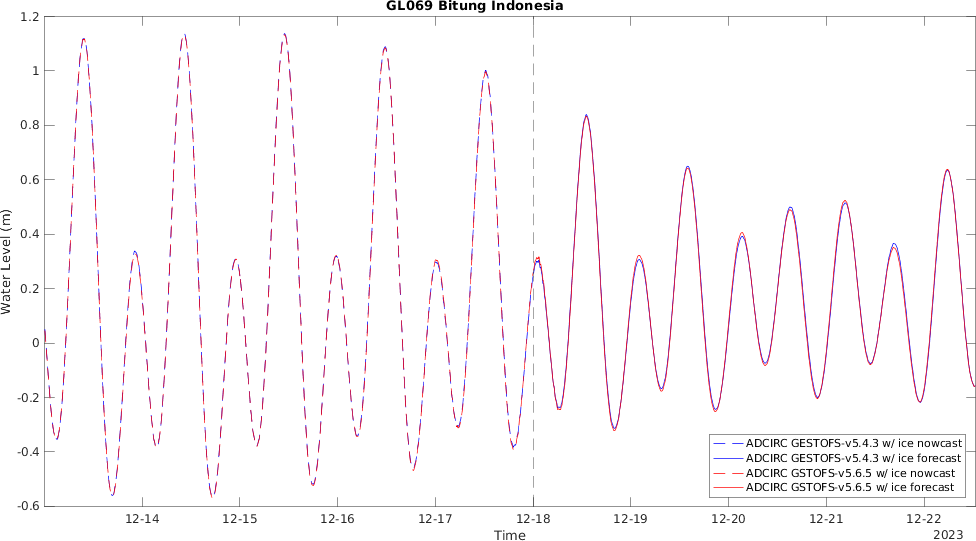 GL069 Bitung Indonesia
1.2
1
0.8
0.6
0.4
0.2
0
-0.2
-0.4
-0.6
Water Level (m)
ADCIRC GESTOFS-v5.4.3 w/ ice nowcast
ADCIRC GESTOFS-v5.4.3 w/ ice forecast
ADCIRC GSTOFS-v5.6.5 w/ ice nowcast
ADCIRC GSTOFS-v5.6.5 w/ ice forecast
12-14 12-15 12-16 12-17 12-18 12-19 12-20 12-21 12-22
Time
2023